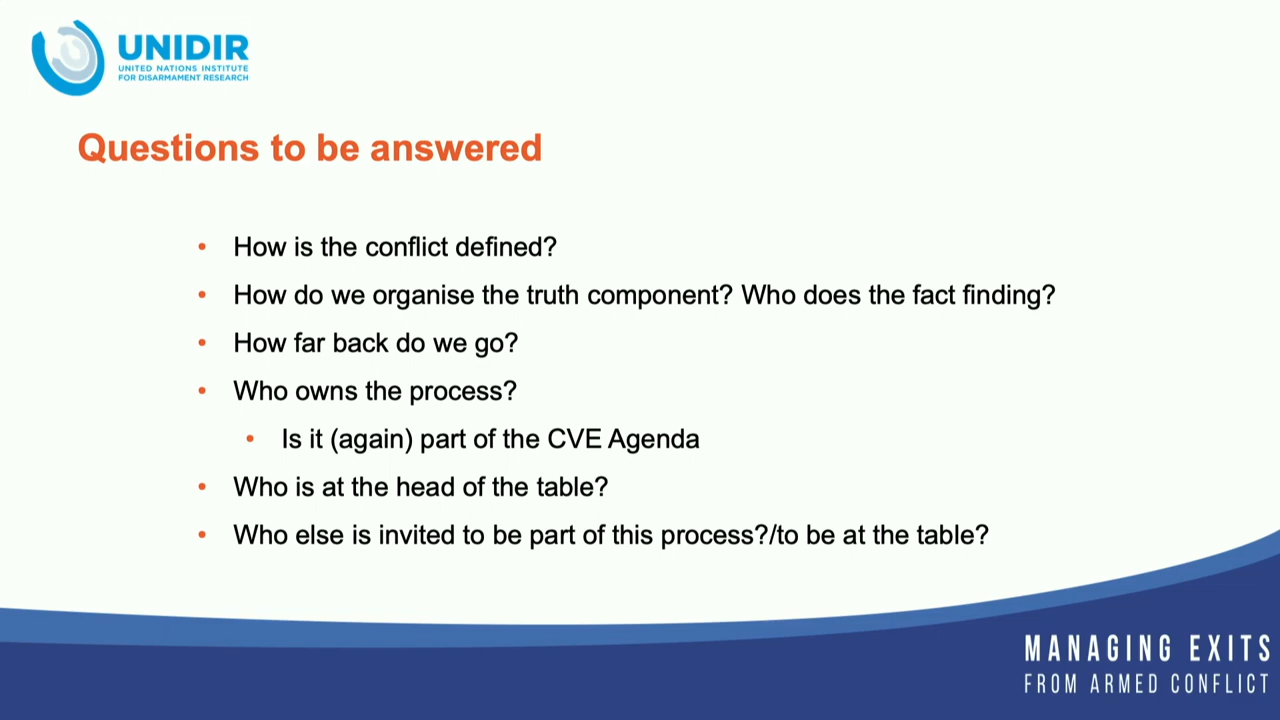 UNIDIR
UNITED NATIONS INSTITUTE
FOR DISARMAMENT RESEARCH
Questions to be answered
• How is the conflict defined?
• How do we organise the truth component? Who does the fact finding?
• How far back do we go?
• Who owns the process?
• Is it (again) part of the CVE Agenda
• Who is at the head of the table?
• Who else is invited to be part of this process?/to be at the table?
MANAGING EXITS
FROM ARMED CONFLICT